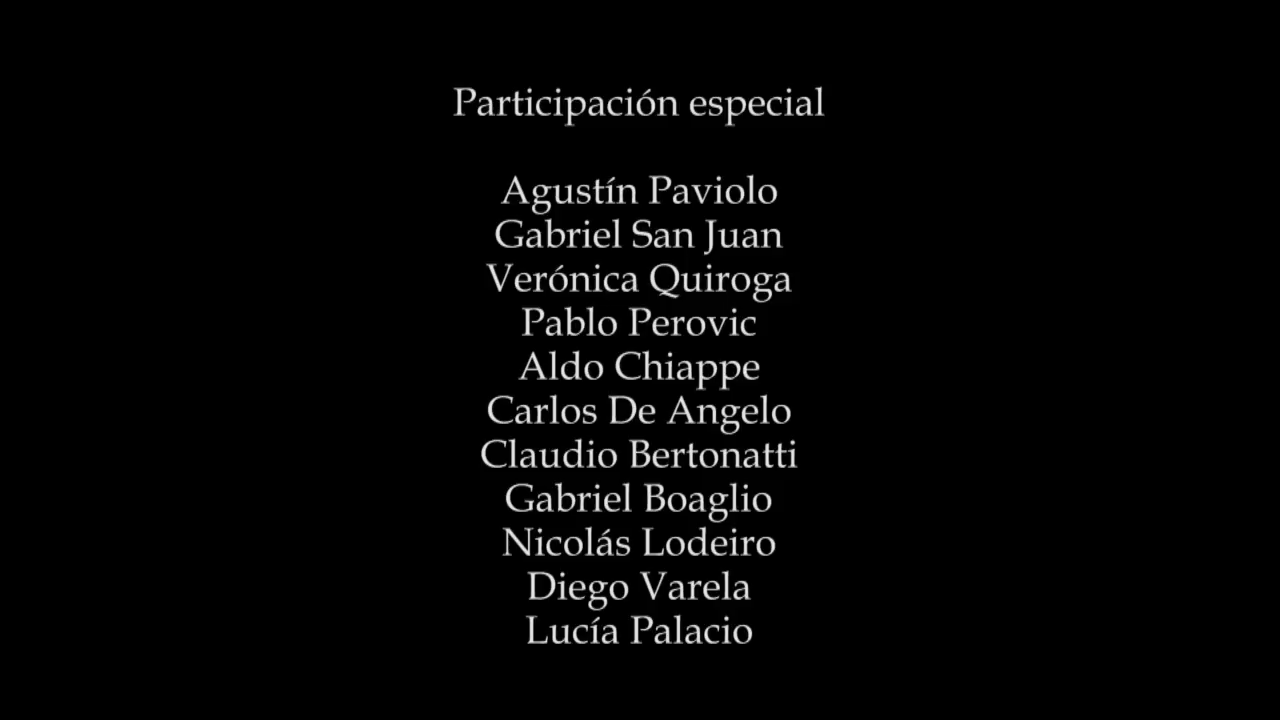 Participación especial
Agustín Paviolo
Gabriel San Juan
Verónica Quiroga
Pablo Perovic
Aldo Chiappe
Carlos De Angelo
Claudio Bertonatti
Gabriel Boaglio
Nicolás Lodeiro
Diego Varela
Lucía Palacio